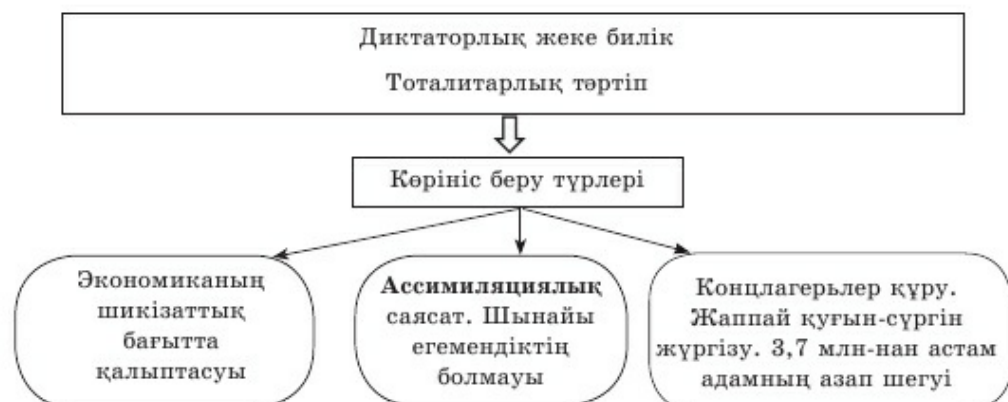 Диктаторлық жеке билік
Тоталитарлық тәртіп
Көрініс беру түрлері
Экономиканың
шикізаттық
бағытта
қалыптасуы
Ассимиляциялық
саясат. Шынайы
егемендіктің
болмауы
Концлагерьлер құру.
Жаппай қуғын-сүргін
жүргізу. 3,7 млн-нан астам
адамның азап шегуі